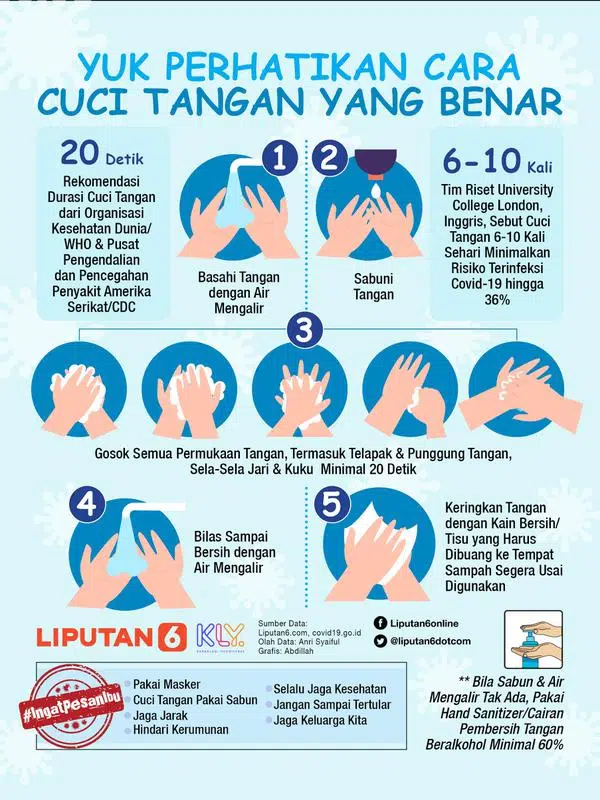 YUK PERHATIKAN CARA
CUCI TANGAN YANG BENAR
20 Detik
Rekomendasi
Durasi Cuci Tangan
dari Organisasi
Kesehatan Dunia/
WHO & Pusat
Pengendalian
dan Pencegahan
Penyakit Amerika
Serikat/CDC
1
Basahi Tangan
dengan Air
Mengalir
2
Sabuni
Tangan
6-10 Kali
Tim Riset University
College London,
Inggris, Sebut Cuci
Tangan 6-10 Kali
Sehari Minimalkan
Risiko Terinfeksi
Covid-19 hingga
36%
3
Gosok Semua Permukaan Tangan, Termasuk Telapak & Punggung Tangan,
Sela-Sela Jari & Kuku Minimal 20 Detik
4
Bilas Sampai
Bersih dengan
Air Mengalir
5
Keringkan Tangan
dengan Kain Bersih/
Tisu yang Harus
Dibuang ke Tempat
Sampah Segera Usai
Digunakan
LIPUTAN 6
KLY.
Sumber Data:
Liputan6.com, covid19.go.id
Olah Data: Anri Syaiful
Grafis: Abdillah
Liputan6online
@liputan6dotcom
#IngatPesanIbu
Pakai Masker
Cuci Tangan Pakai Sabun
Jaga Jarak
Hindari Kerumunan
Selalu Jaga Kesehatan
Jangan Sampai Tertular
Jaga Keluarga Kita
** Bila Sabun & Air
Mengalir Tak Ada, Pakai
Hand Sanitizer/Cairan
Pembersih Tangan
Beralkohol Minimal 60%